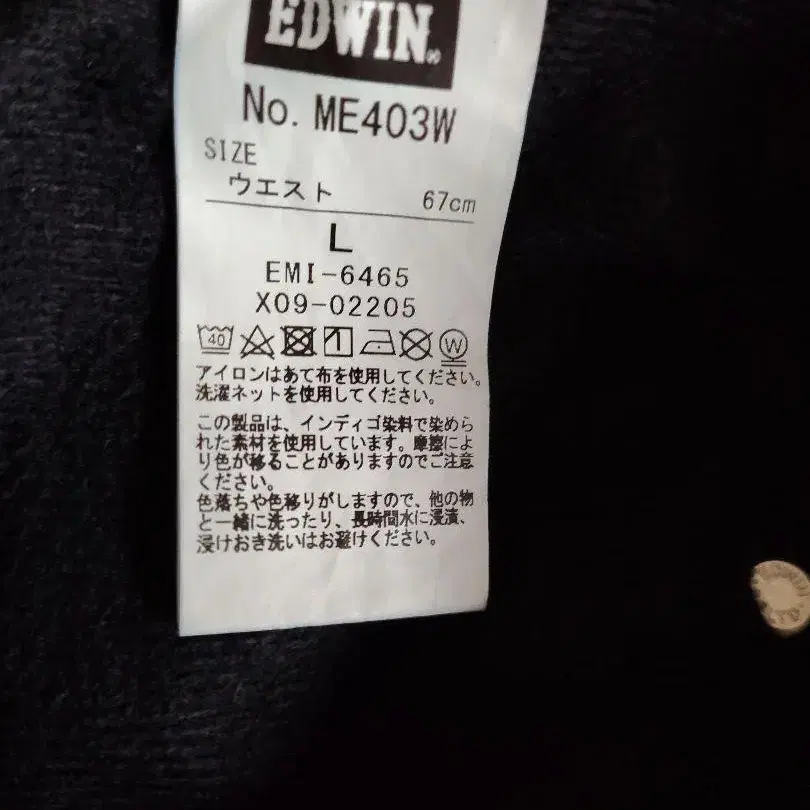 EDWIN®
No. ME403W
SIZE
ウエスト 67cm
L
EMI-6465
X09-02205
40 W
アイロンはあて布を使用してください。
洗濯ネットを使用してください。
この製品は、インディゴ染料で染めら
れた素材を使用しています。摩擦によ
り色が移ることがありますのでご注意
ください。
色落ちや色移りがしますので、他の物
と一緒に洗ったり、長時間水に浸漬、
浸けおき洗いはお避けください。